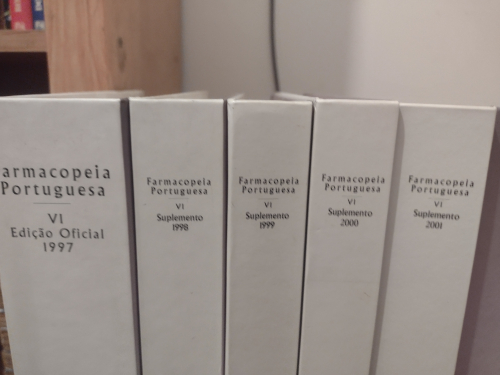 armacopeia
Portuguesa
VI
Edição Oficial
1997
Farmacopeia
Portuguesa
VI
Suplemento
1998
Farmacopeia
Portuguesa
VI
Suplemento
1999
Farmacopeia
Portuguesa
VI
Suplemento
2000
Farmacopeia
Portuguesa
VI
Suplemento
2001